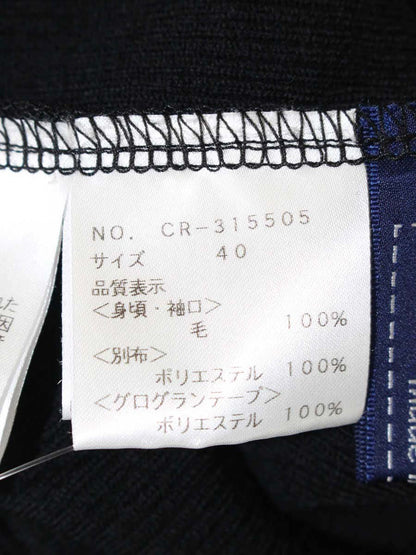 NO. CR-315505
サイズ 40
品質表示
<身頃・袖口>
毛 100%
<別布>
ポリエステル 100%
<グログランテープ>
ポリエステル 100%